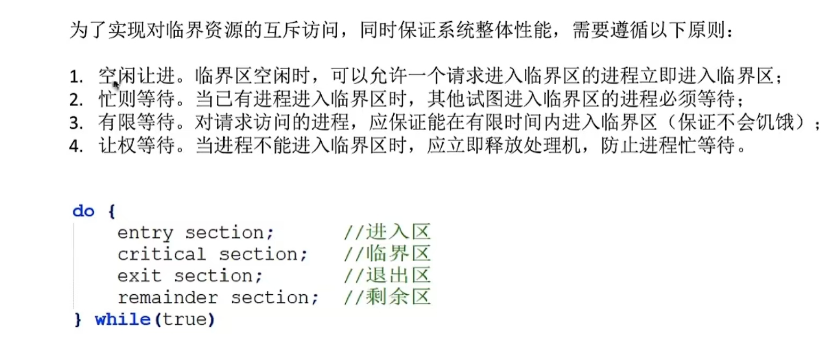 为了实现对临界资源的互斥访问，同时保证系统整体性能，需要遵循以下原则：
1. 空闲让进。临界区空闲时，可以允许一个请求进入临界区的进程立即进入临界区；
2. 忙则等待。当已有进程进入临界区时，其他试图进入临界区的进程必须等待；
3. 有限等待。对请求访问的进程，应保证能在有限时间内进入临界区（保证不会饥饿）；
4. 让权等待。当进程不能进入临界区时，应立即释放处理机，防止进程忙等待。
do {
entry section; //进入区
critical section; //临界区
exit section; //退出区
remainder section; //剩余区
} while(true)